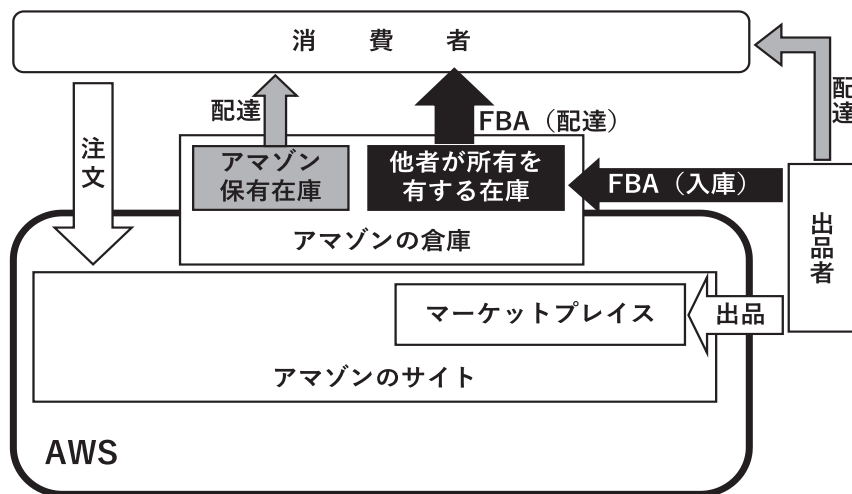 消費者
配達
FBA（配達）
配達
注文
アマゾン
保有在庫
他者が所有を
有する在庫
FBA（入庫）
出品者
アマゾンの倉庫
マーケットプレイス
出品
アマゾンのサイト
AWS